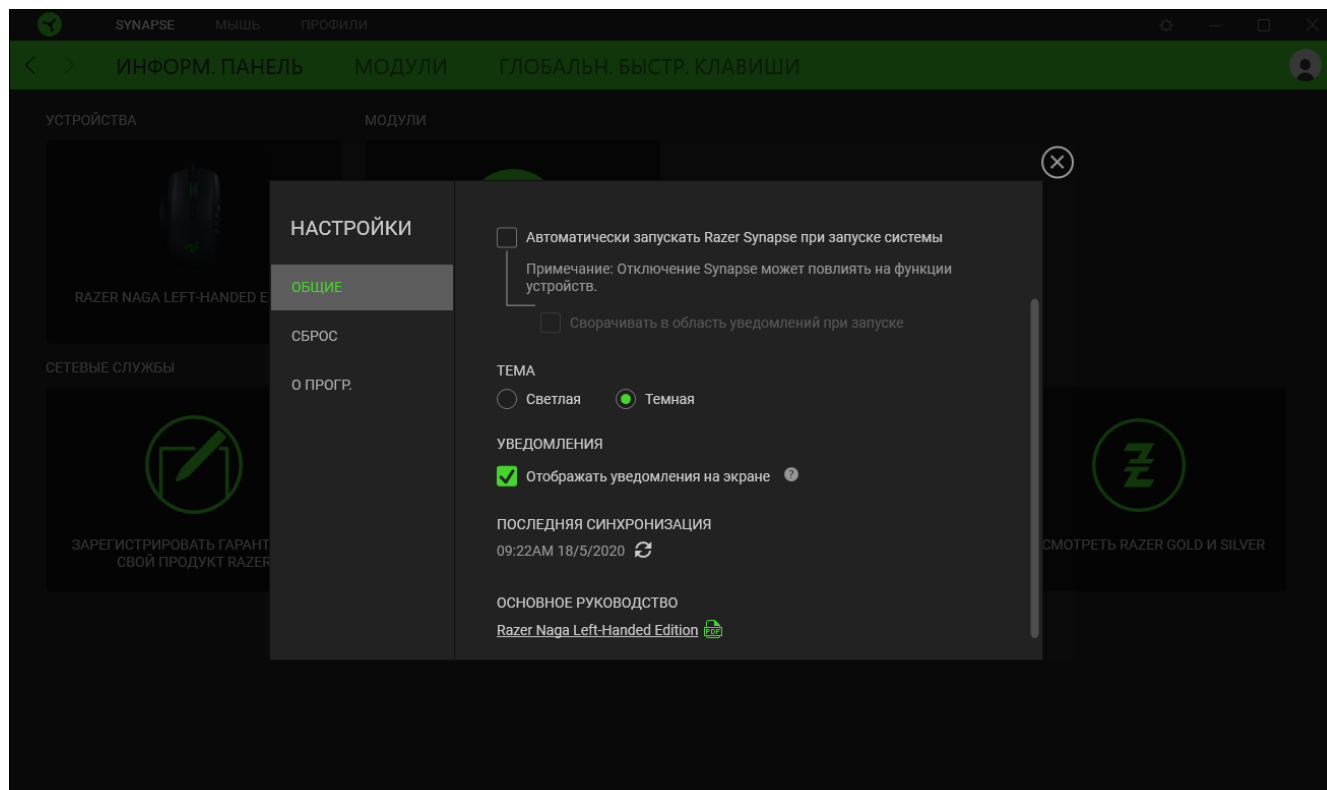 SYNAPSE МЫШЬ ПРОФИЛИ
ИНФОРМ. ПАНЕЛЬ МОДУЛИ ГЛОБАЛЬН. БЫСТР. КЛАВИШИ
УСТРОЙСТВА МОДУЛИ
RAZER NAGA LEFT-HANDED E
СЕТЕВЫЕ СЛУЖБЫ
ЗАРЕГИСТРИРОВАТЬ ГАРАНТ
СВОЙ ПРОДУКТ RAZER
СМОТРЕТЬ RAZER GOLD И SILVER
НАСТРОЙКИ
ОБЩИЕ
СБРОС
О ПРОГР.
Автоматически запускать Razer Synapse при запуске системы
Примечание: Отключение Synapse может повлиять на функции
устройств.
Сворачивать в область уведомлений при запуске
ТЕМА
Светлая Темная
УВЕДОМЛЕНИЯ
Отображать уведомления на экране ?
ПОСЛЕДНЯЯ СИНХРОНИЗАЦИЯ
09:22AM 18/5/2020
ОСНОВНОЕ РУКОВОДСТВО
Razer Naga Left-Handed Edition PDF